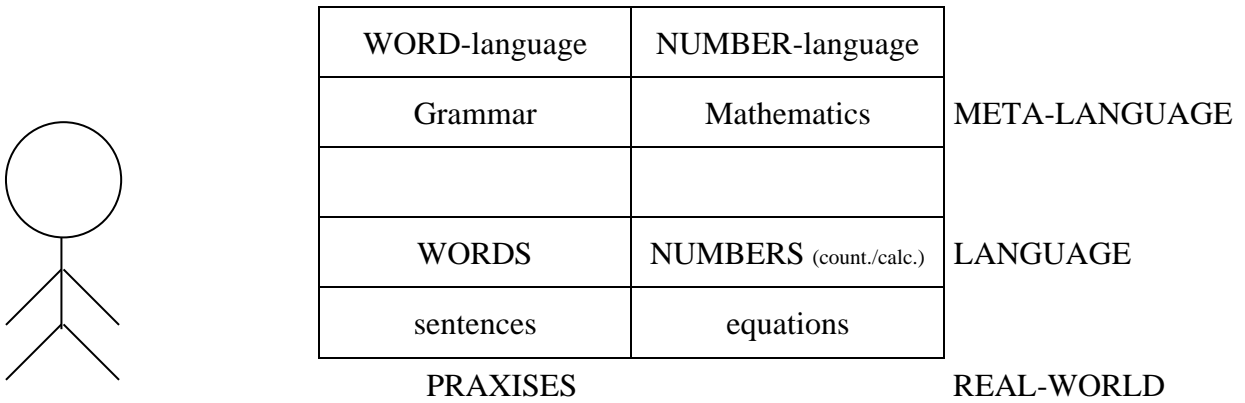 WORD-language NUMBER-language
Grammar Mathematics META-LANGUAGE
WORDS NUMBERS (count./calc.) LANGUAGE
sentences equations
PRAXISES REAL-WORLD